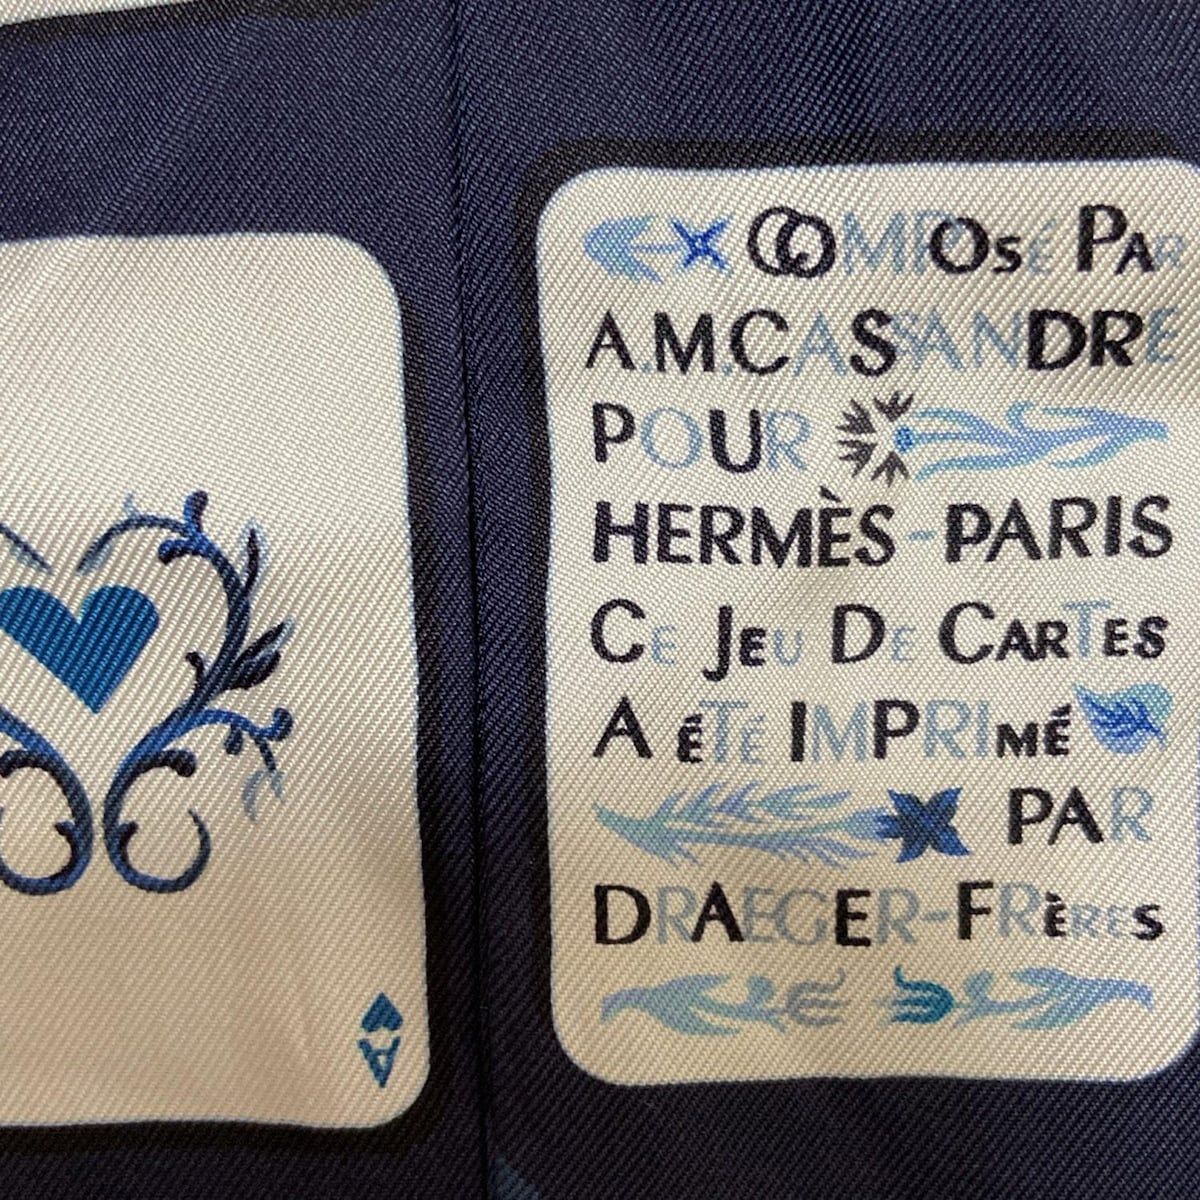 COMPOSÉ PAR
A.M.CASSANDRE
POUR
HERMÈS-PARIS
CE JEU DE CARTES
A ÉTÉ IMPRIMÉ
PAR
DRAEGER-FRÈRES
A